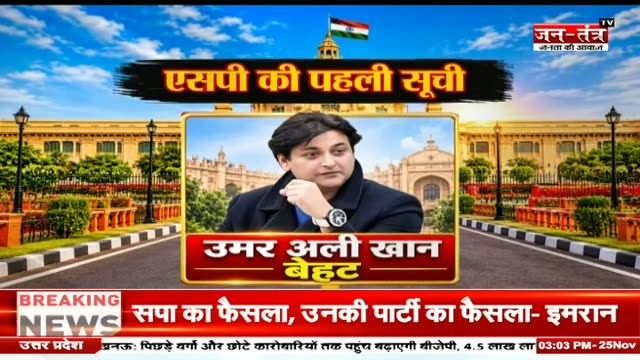 जन-तंत्र TV
जनता की आवाज़
एसपी की पहली सूची
उमर अली खान
बेहट
BREAKING NEWS
सपा का फैसला, उनकी पार्टी का फैसला- इमरान
उत्तर प्रदेश
खनऊ: पिछड़े वर्गों और छोटे कारोबारियों तक पहुंच बढ़ाएगी बीजेपी, 4.5 लाख ला
03:03 PM-25Nov